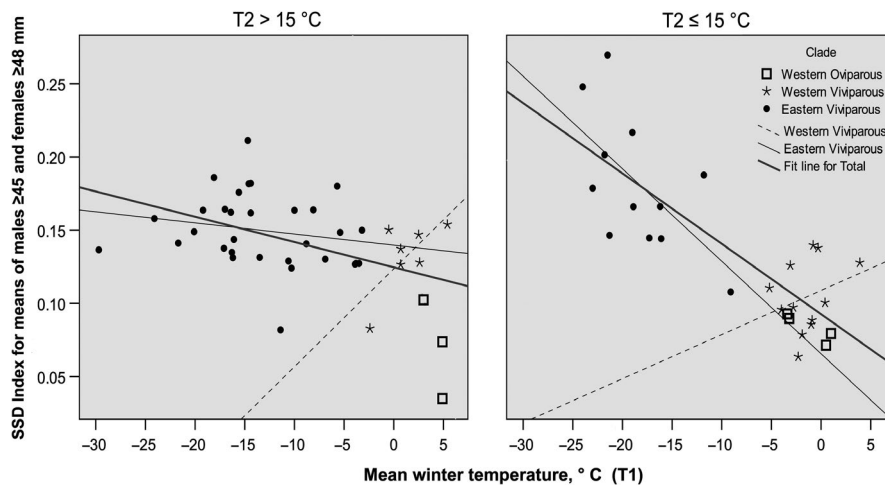 T2 > 15 °C
T2 ≤ 15 °C
SSD Index for means of males ≥45 and females ≥48 mm
0.25
0.20
0.15
0.10
0.05
Clade
Western Oviparous
Western Viviparous
Eastern Viviparous
Western Viviparous
Eastern Viviparous
Fit line for Total
–30 –25 –20 –15 –10 –5 0 5
–30 –25 –20 –15 –10 –5 0 5
Mean winter temperature, ° C (T1)